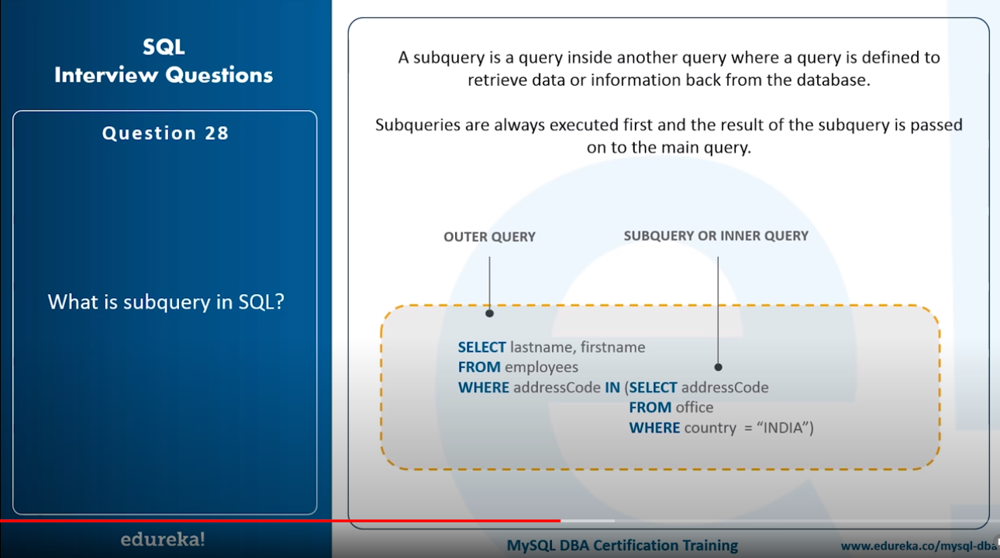 SQL
Interview Questions
Question 28
What is subquery in SQL?
edureka!
A subquery is a query inside another query where a query is defined to
retrieve data or information back from the database.
Subqueries are always executed first and the result of the subquery is passed
on to the main query.
OUTER QUERY
SUBQUERY OR INNER QUERY
SELECT lastname, firstname
FROM employees
WHERE addressCode IN (SELECT addressCode
FROM office
WHERE country = “INDIA”)
MySQL DBA Certification Training
www.edureka.co/mysql-dba